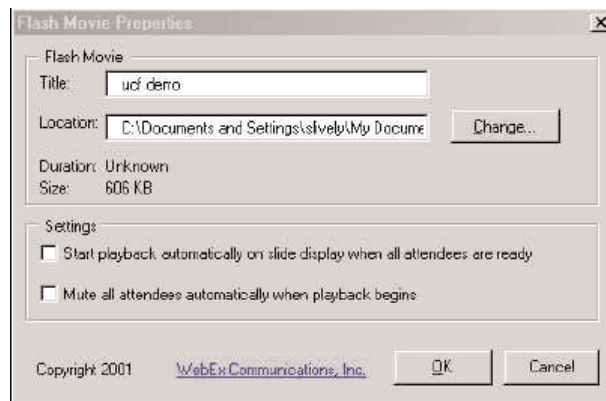 Flash Movie Properties
Flash Movie
Title: ucf demo
Location: C:\Documents and Settings\slively\My Docume Change...
Duration: Unknown
Size: 606 KB
Settings
Start playback automatically on slide display when all attendees are ready
Mute all attendees automatically when playback begins
Copyright 2001 WebEx Communications, Inc. OK Cancel